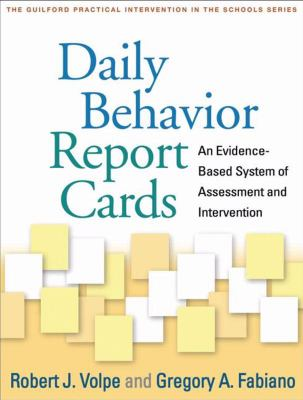 THE GUILFORD PRACTICAL INTERVENTION IN THE SCHOOLS SERIES
Daily
Behavior
Report
Cards
An Evidence-
Based System of
Assessment and
Intervention
Robert J. Volpe and Gregory A. Fabiano